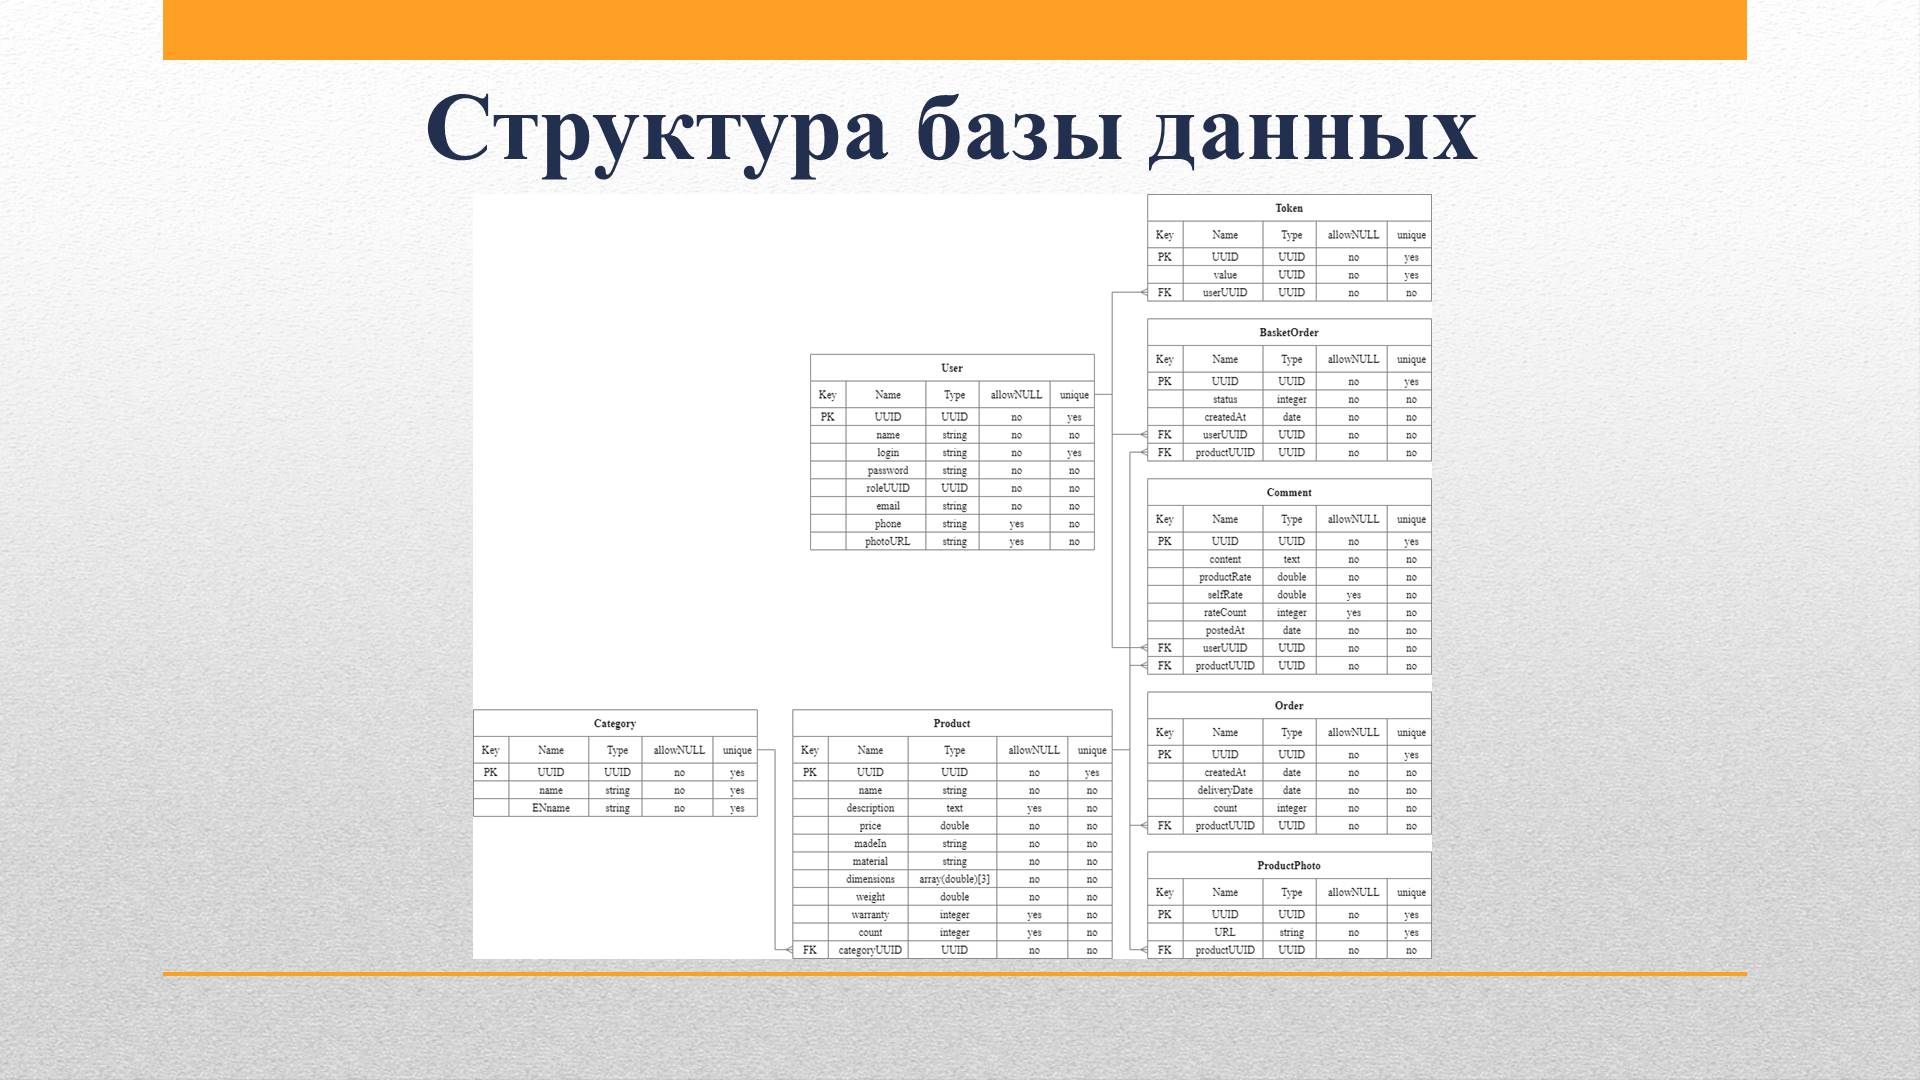 Структура базы данных
Token
Key Name Type allowNULL unique
PK UUID UUID no yes
value UUID no yes
FK userUUID UUID no no
BasketOrder
Key Name Type allowNULL unique
PK UUID UUID no yes
status integer no no
createdAt date no no
FK userUUID UUID no no
FK productUUID UUID no no
User
Key Name Type allowNULL unique
PK UUID UUID no yes
name string no no
login string no yes
password string no no
roleUUID UUID no no
email string no no
phone string yes no
photoURL string yes no
Comment
Key Name Type allowNULL unique
PK UUID UUID no yes
content text no no
productRate double no no
selfRate double yes no
rateCount integer yes no
postedAt date no no
FK userUUID UUID no no
FK productUUID UUID no no
Category
Key Name Type allowNULL unique
PK UUID UUID no yes
name string no yes
ENname string no yes
Product
Key Name Type allowNULL unique
PK UUID UUID no yes
name string no no
description text yes no
price double no no
madeIn string no no
material string no no
dimensions array(double)[3] no no
weight double no no
warranty integer yes no
count integer yes no
FK categoryUUID UUID no no
Order
Key Name Type allowNULL unique
PK UUID UUID no yes
createdAt date no no
deliveryDate date no no
count integer no no
FK productUUID UUID no no
ProductPhoto
Key Name Type allowNULL unique
PK UUID UUID no yes
URL string no yes
FK productUUID UUID no no